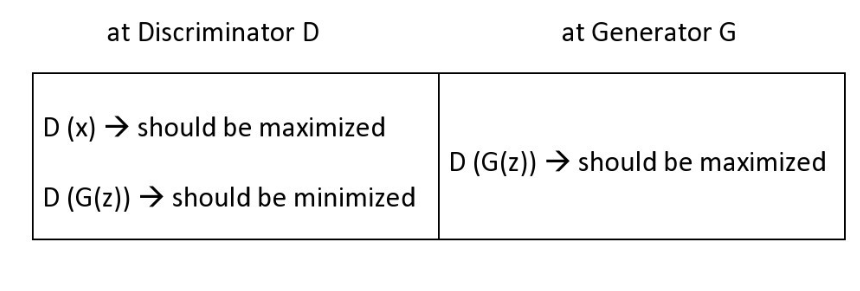 at Discriminator D
at Generator G
D (x) → should be maximized
D (G(z)) → should be minimized
D (G(z)) → should be maximized